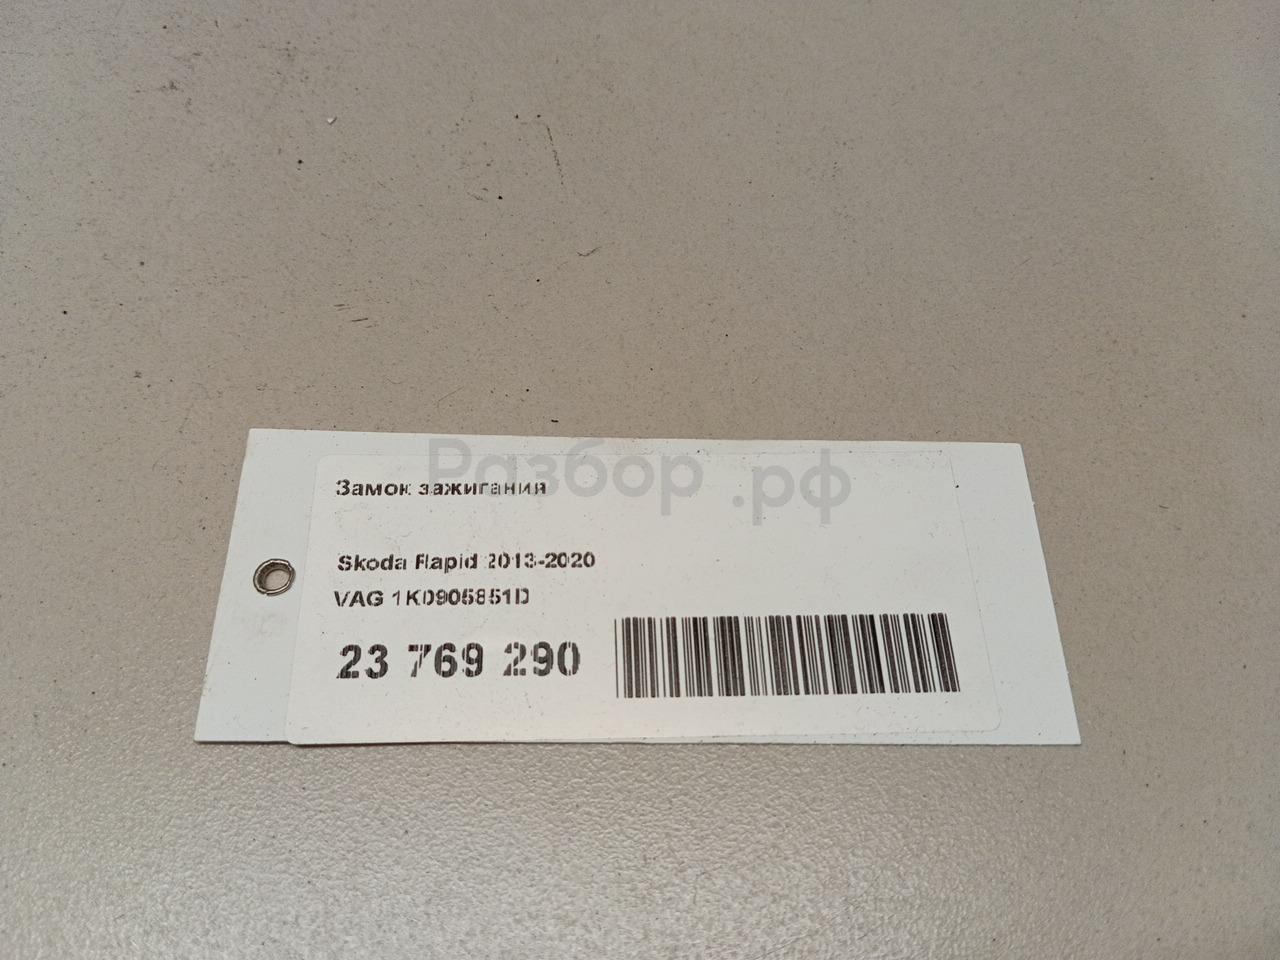 Разбор.рф
Замок зажигания
Skoda Rapid 2013-2020
VAG 1K0905851D
23 769 290